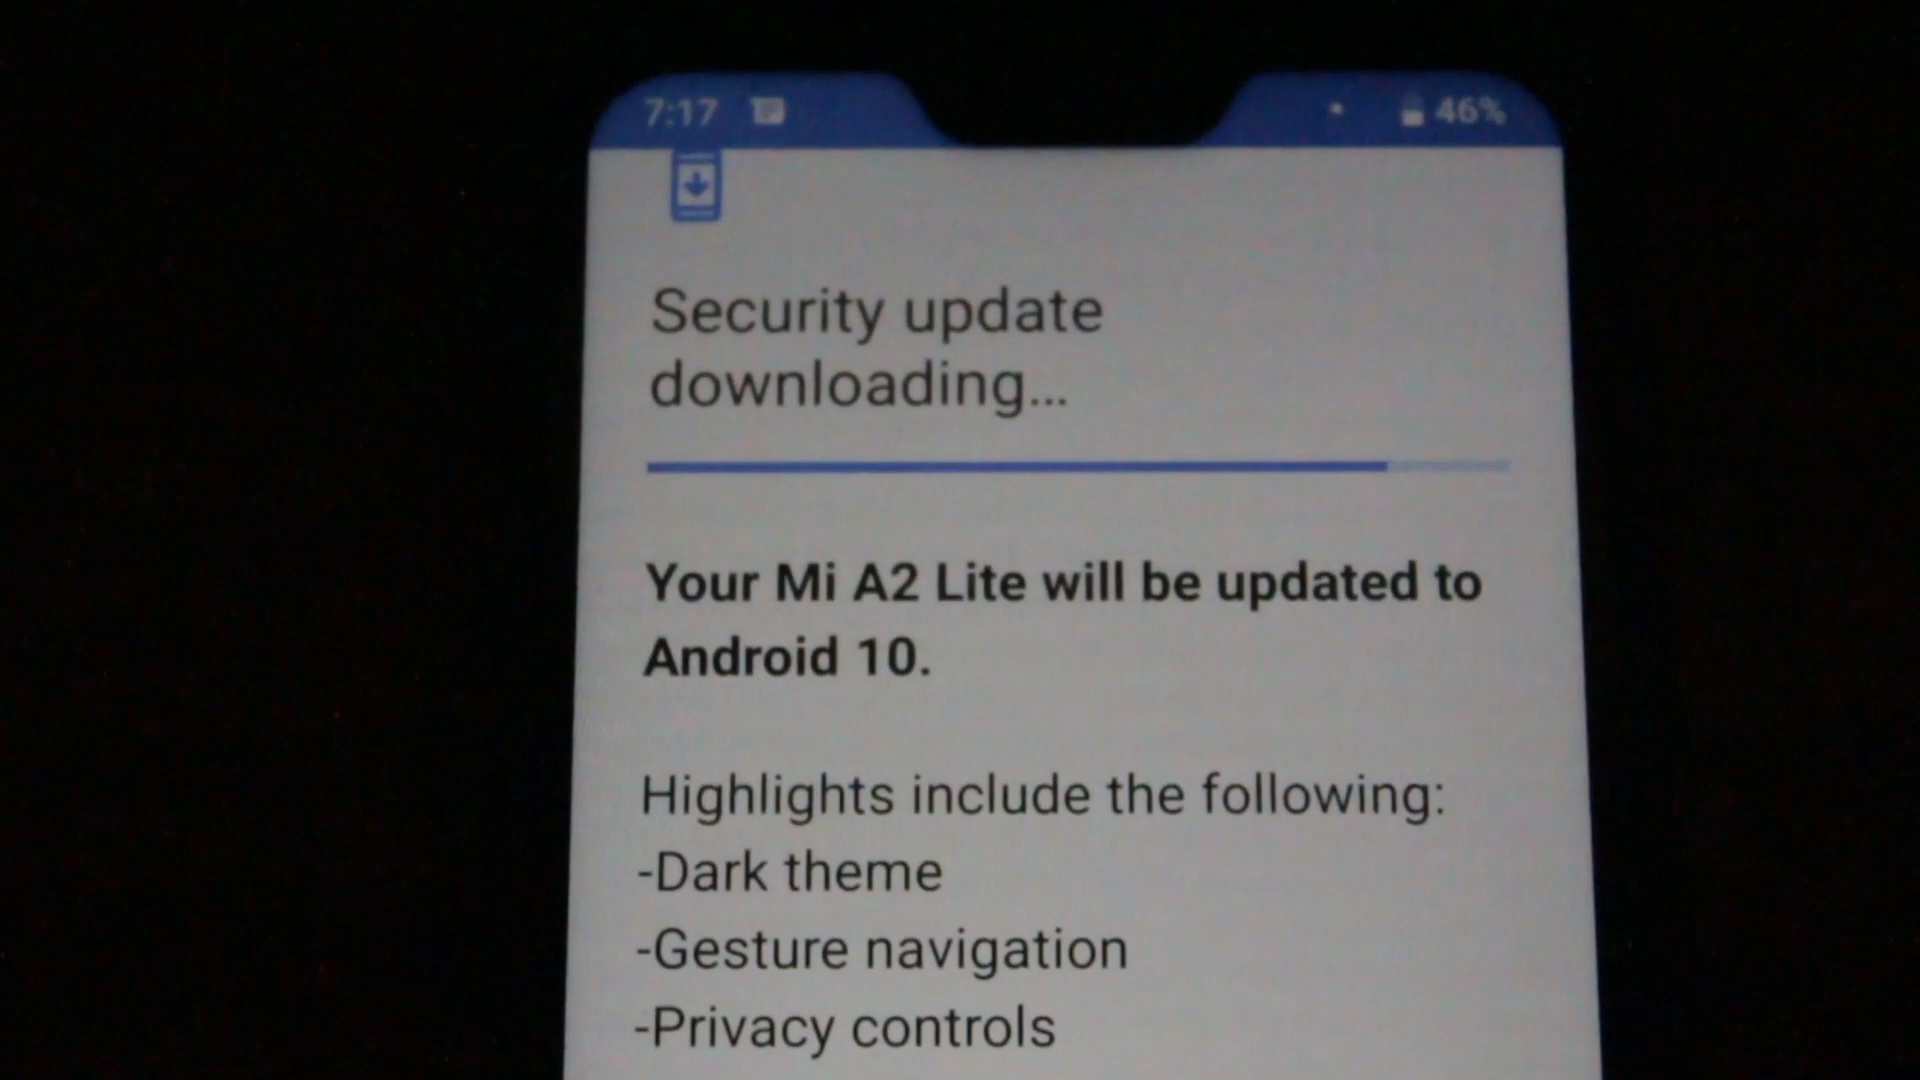 7:17 46%
Security update
downloading...
Your Mi A2 Lite will be updated to
Android 10.
Highlights include the following:
-Dark theme
-Gesture navigation
-Privacy controls